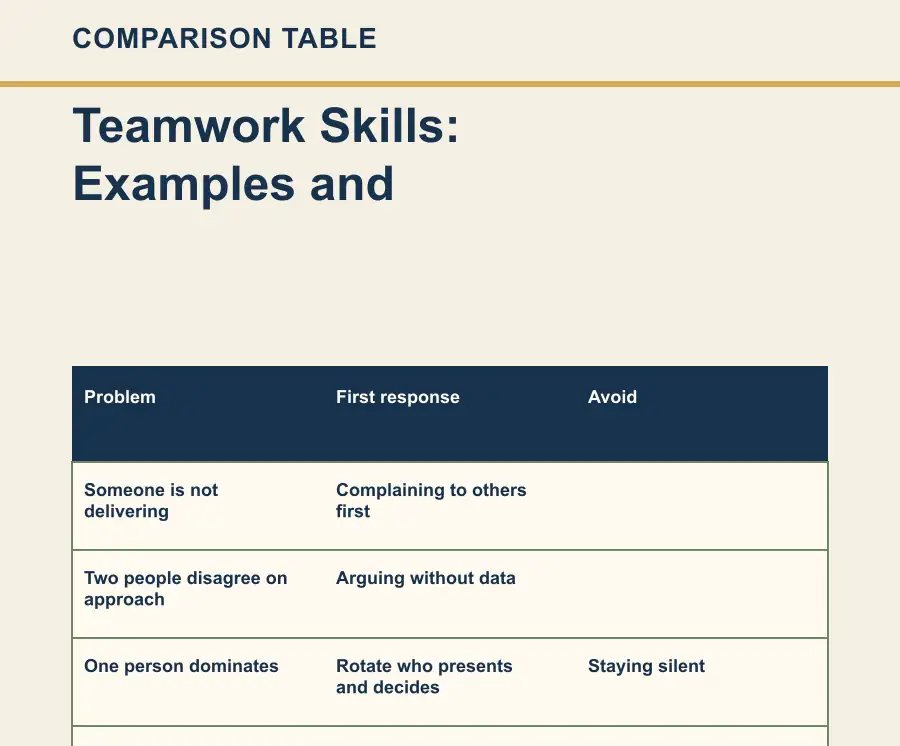 COMPARISON TABLE
Teamwork Skills:
Examples and
Problem First response Avoid
Someone is not Complaining to others
delivering first
Two people disagree on Arguing without data
approach
One person dominates Rotate who presents Staying silent
and decides